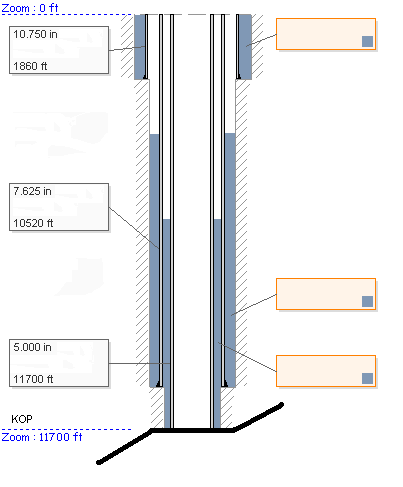 Zoom : 0 ft
10.750 in
1860 ft
7.625 in
10520 ft
5.000 in
11700 ft
KOP
Zoom : 11700 ft